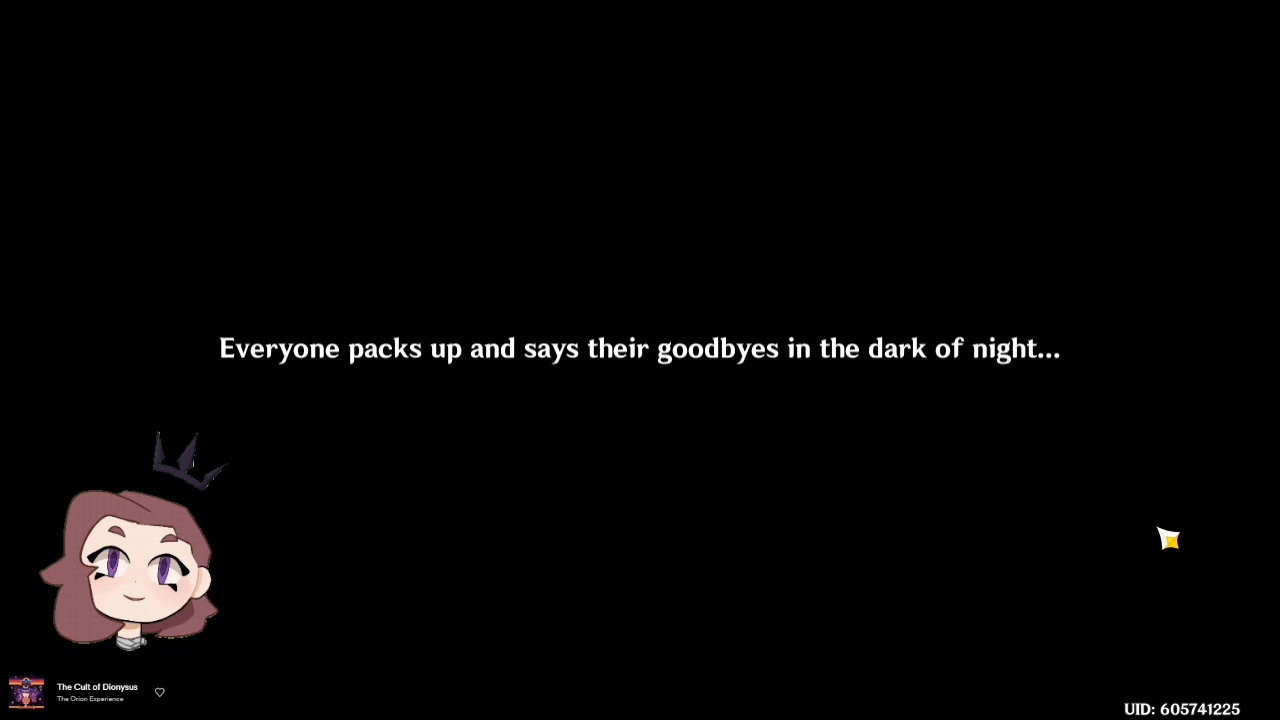 Everyone packs up and says their goodbyes in the dark of night...
The Cult of Dionysus
The Orion Experience
UID: 605741225